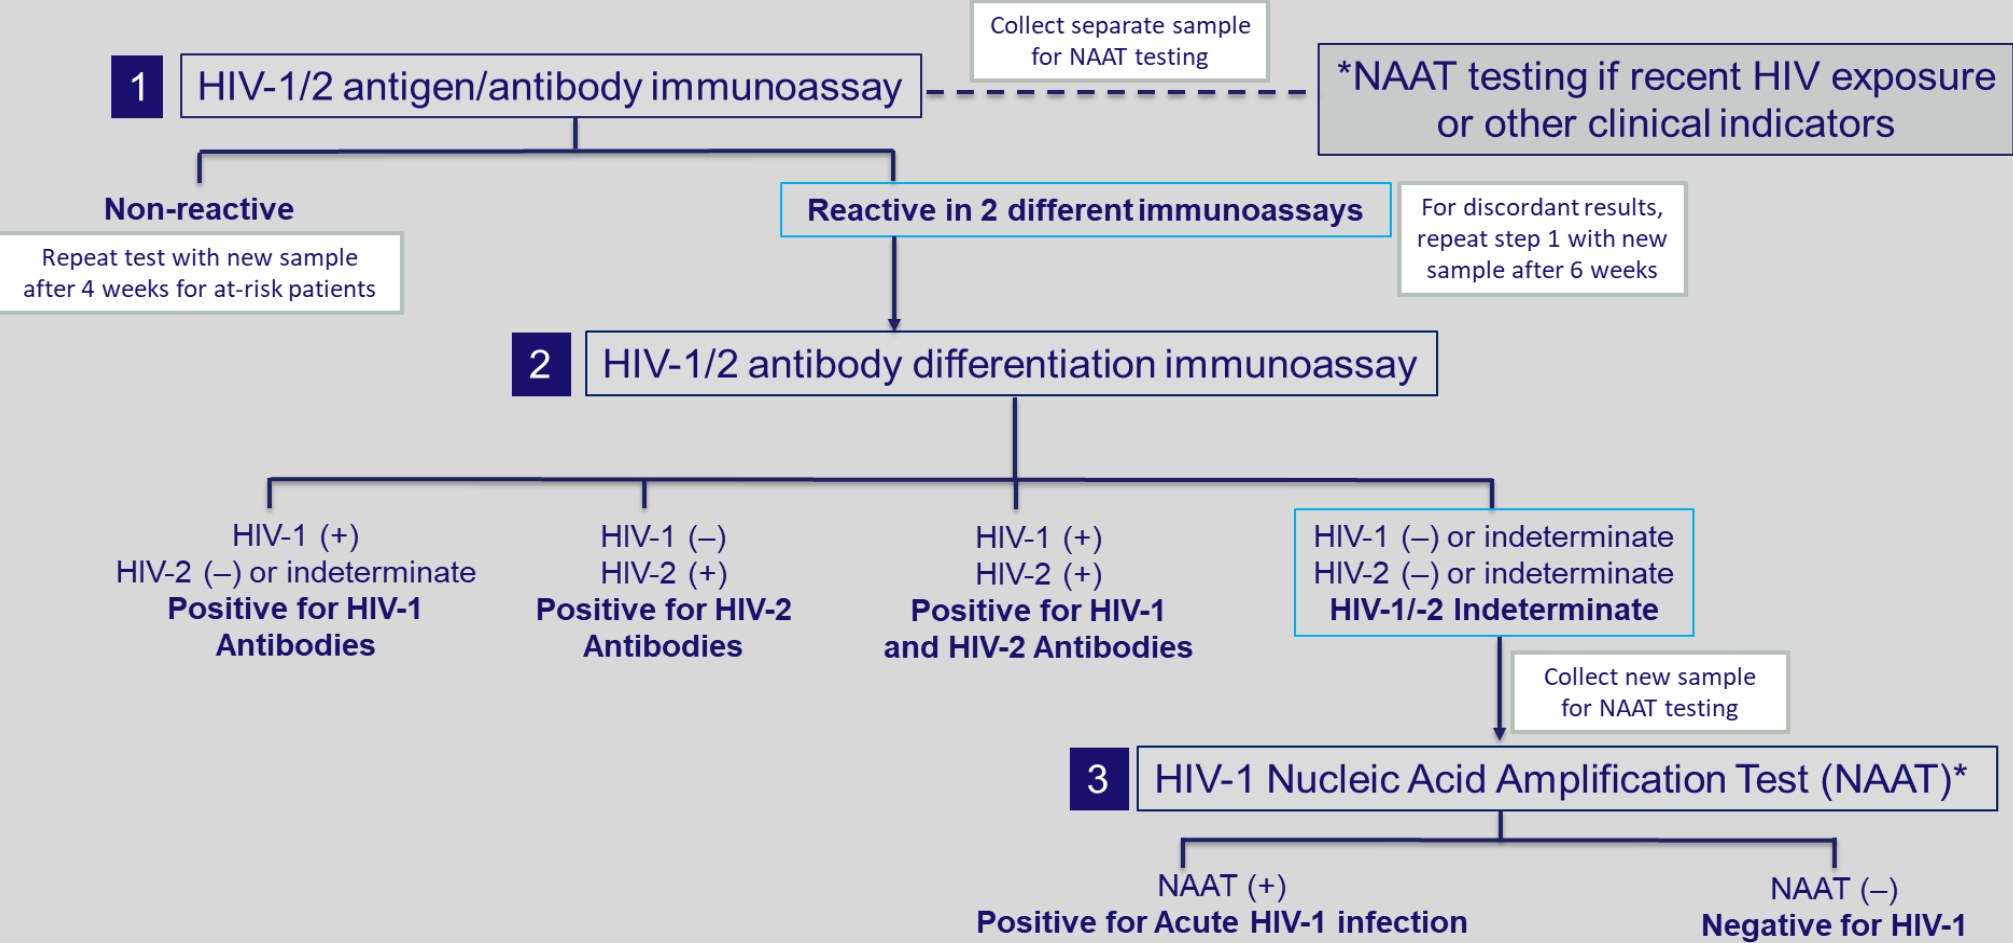 Collect separate sample
for NAAT testing
1
HIV-1/2 antigen/antibody immunoassay
*NAAT testing if recent HIV exposure
or other clinical indicators
Non-reactive
Repeat test with new sample
after 4 weeks for at-risk patients
Reactive in 2 different immunoassays
For discordant results,
repeat step 1 with new
sample after 6 weeks
2
HIV-1/2 antibody differentiation immunoassay
HIV-1 (+)
HIV-2 (–) or indeterminate
Positive for HIV-1
Antibodies
HIV-1 (–)
HIV-2 (+)
Positive for HIV-2
Antibodies
HIV-1 (+)
HIV-2 (+)
Positive for HIV-1
and HIV-2 Antibodies
HIV-1 (–) or indeterminate
HIV-2 (–) or indeterminate
HIV-1/-2 Indeterminate
Collect new sample
for NAAT testing
3
HIV-1 Nucleic Acid Amplification Test (NAAT)*
NAAT (+)
Positive for Acute HIV-1 infection
NAAT (–)
Negative for HIV-1